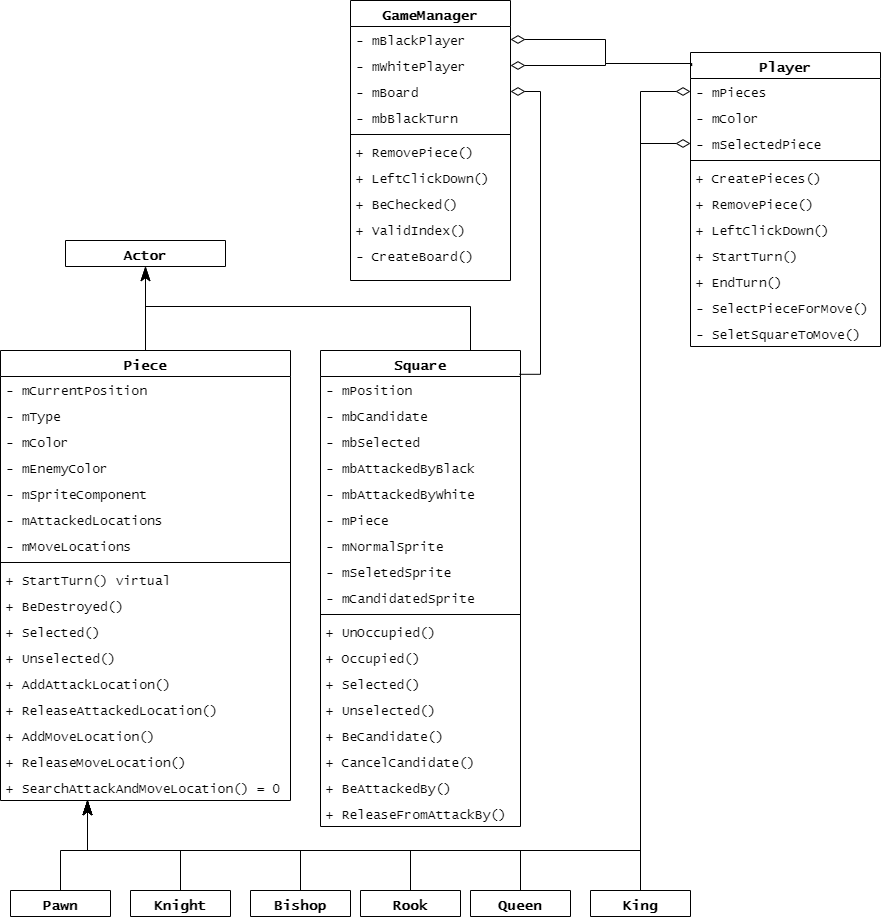 GameManager
- mBlackPlayer
- mWhitePlayer
- mBoard
- mbBlackTurn
+ RemovePiece()
+ LeftClickDown()
+ BeChecked()
+ ValidIndex()
- CreateBoard()
Player
- mPieces
- mColor
- mSelectedPiece
+ CreatePieces()
+ RemovePiece()
+ LeftClickDown()
+ StartTurn()
+ EndTurn()
- SelectPieceForMove()
- SeletSquareToMove()
Actor
Piece
- mCurrentPosition
- mType
- mColor
- mEnemyColor
- mSpriteComponent
- mAttackedLocations
- mMoveLocations
+ StartTurn() virtual
+ BeDestroyed()
+ Selected()
+ Unselected()
+ AddAttackLocation()
+ ReleaseAttackedLocation()
+ AddMoveLocation()
+ ReleaseMoveLocation()
+ SearchAttackAndMoveLocation() = 0
Square
- mPosition
- mbCandidate
- mbSelected
- mbAttackedByBlack
- mbAttackedByWhite
- mPiece
- mNormalSprite
- mSeletedSprite
- mCandidatedSprite
+ UnOccupied()
+ Occupied()
+ Selected()
+ Unselected()
+ BeCandidate()
+ CancelCandidate()
+ BeAttackedBy()
+ ReleaseFromAttackBy()
Pawn
Knight
Bishop
Rook
Queen
King